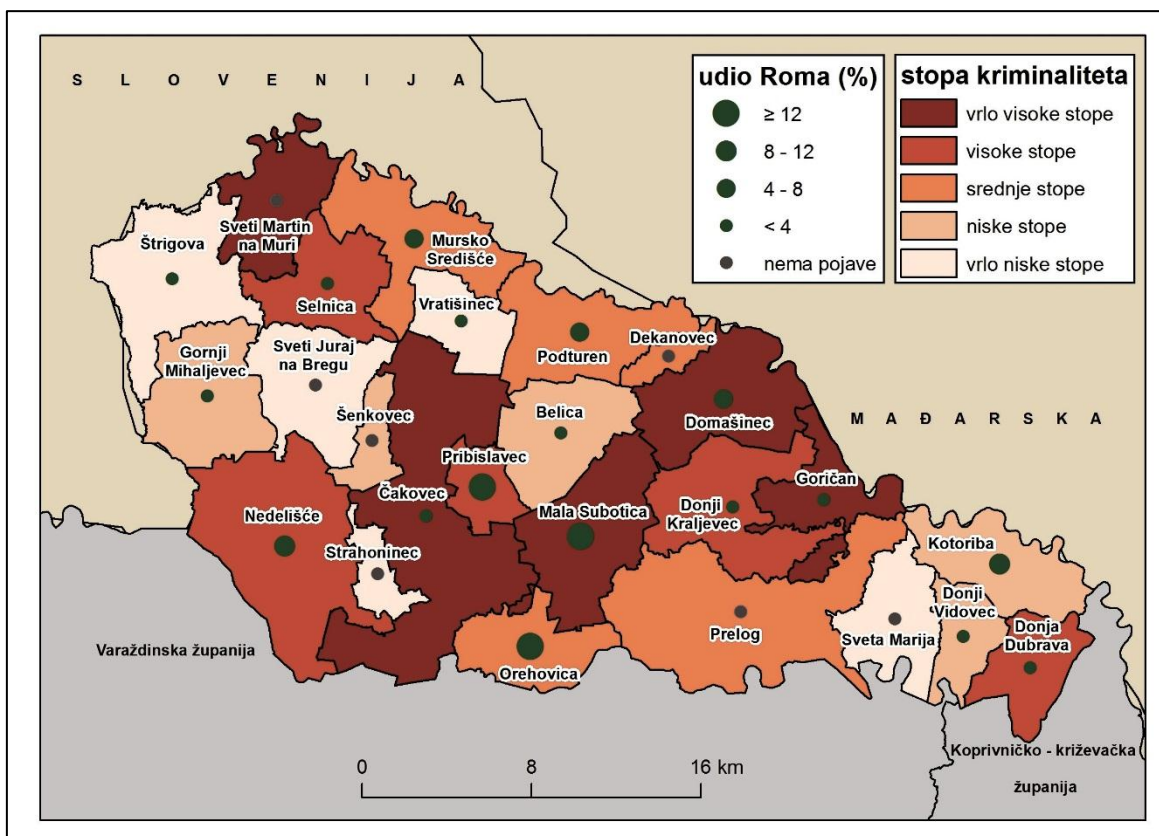 S L O V E N I J A
udio Roma (%)
≥ 12
8 - 12
4 - 8
< 4
nema pojave
stopa kriminaliteta
vrlo visoke stope
visoke stope
srednje stope
niske stope
vrlo niske stope
Sveti Martin
na Muri
Štrigova
Mursko
Središće
Selnica
Vratišinec
Gornji
Mihaljevec
Sveti Juraj
na Bregu
Podturen
Dekanovec
Šenkovec
Belica
Domašinec
M A Đ A R S K A
Pribislavec
Goričan
Čakovec
Nedelišće
Mala Subotica
Donji
Kraljevec
Strahoninec
Kotoriba
Donji
Vidovec
Prelog
Sveta Marija
Donja
Dubrava
Orehovica
Varaždinska županija
Koprivničko - križevačka
županija
0 8 16 km